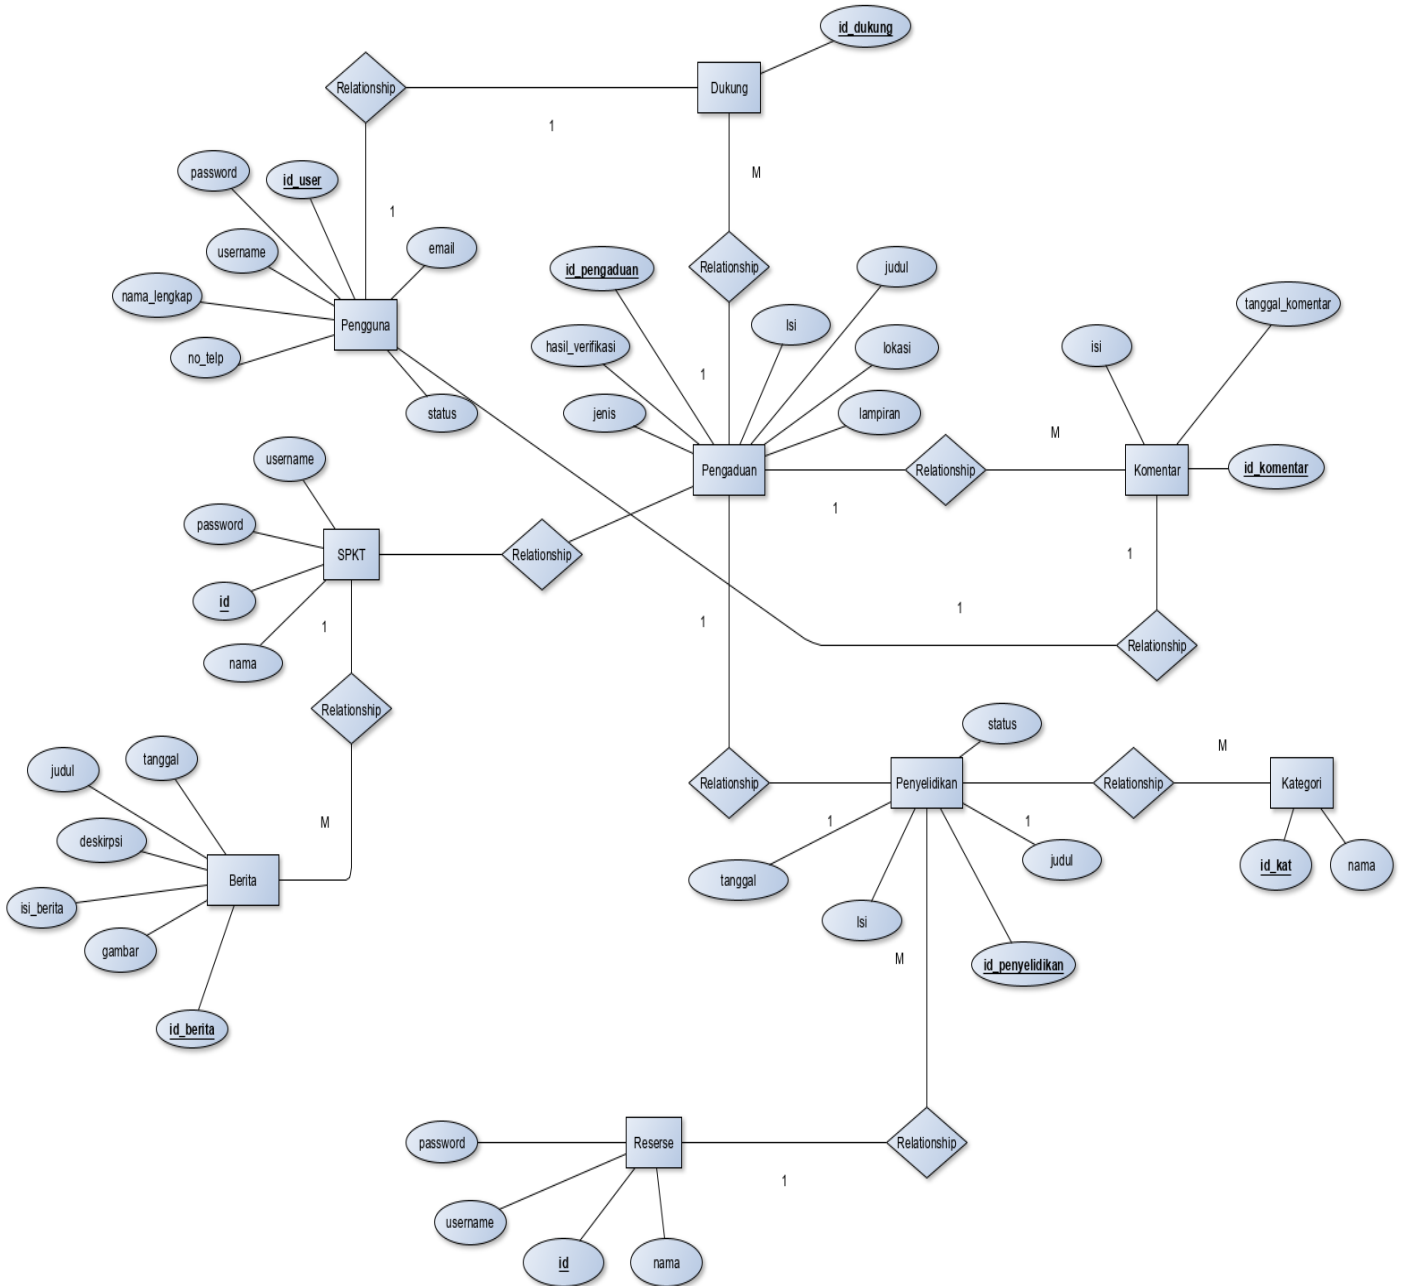 id_dukung
Relationship
Dukung
1
M
password
id_user
1
username
email
nama_lengkap
Pengguna
no_telp
status
Relationship
id_pengaduan
judul
Isi
hasil_verifikasi
lokasi
1
jenis
lampiran
tanggal_komentar
isi
M
Pengaduan
Relationship
Komentar
id_komentar
1
1
username
password
SPKT
Relationship
id
nama
1
1
1
Relationship
Relationship
M
judul
tanggal
deskirpsi
Berita
isi_berita
gambar
id_berita
status
M
Relationship
Penyelidikan
Relationship
Kategori
1
1
tanggal
judul
id_kat
nama
Isi
M
id_penyelidikan
password
Reserse
Relationship
1
username
id
nama